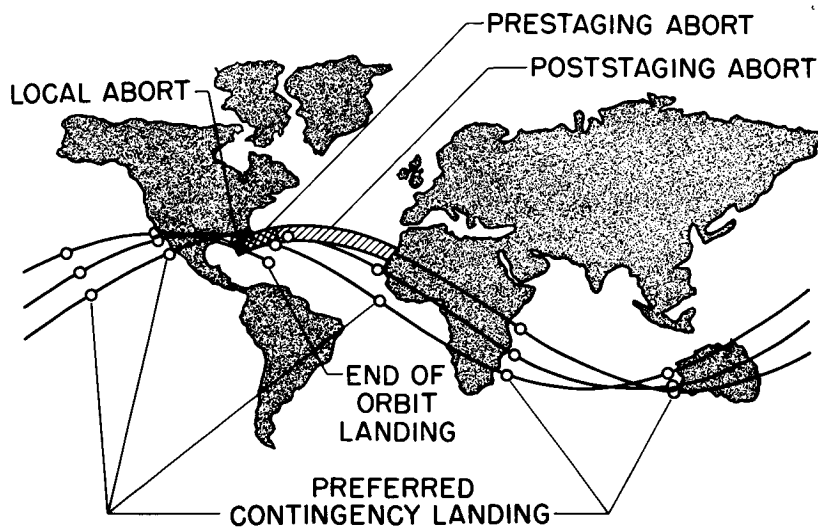 PRESTAGING ABORT
POSTSTAGING ABORT
LOCAL ABORT
END OF
ORBIT
LANDING
PREFERRED
CONTINGENCY LANDING